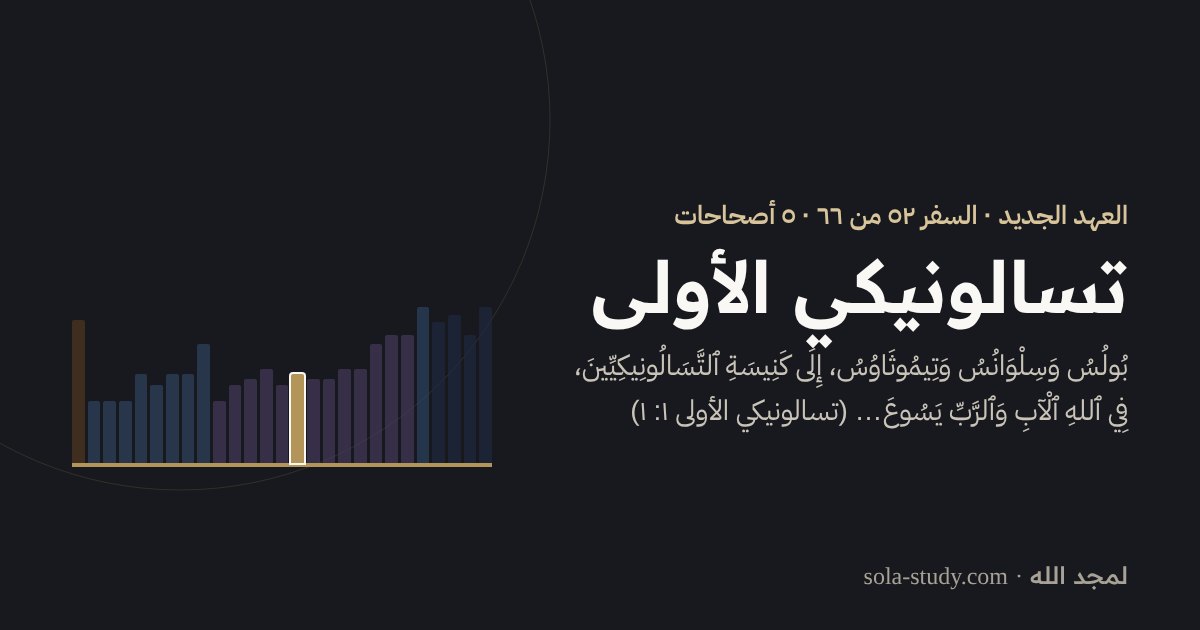 العهد الجديد · السفر ٥٢ من ٦٦ · ٥ أصحاحات
تسالونيكي الأولى
بُولُسُ وَسِلْوَانُسُ وَتِيمُوثَاوُسُ، إِلَى كَنِيسَةِ ٱلتَّسَالُونِيكِيِّينَ،
فِي ٱللهِ ٱلْآبِ وَٱلرَّبِّ يَسُوعَ… (تسالونيكي الأولى ١: ١)
لمجد الله · sola-study.com